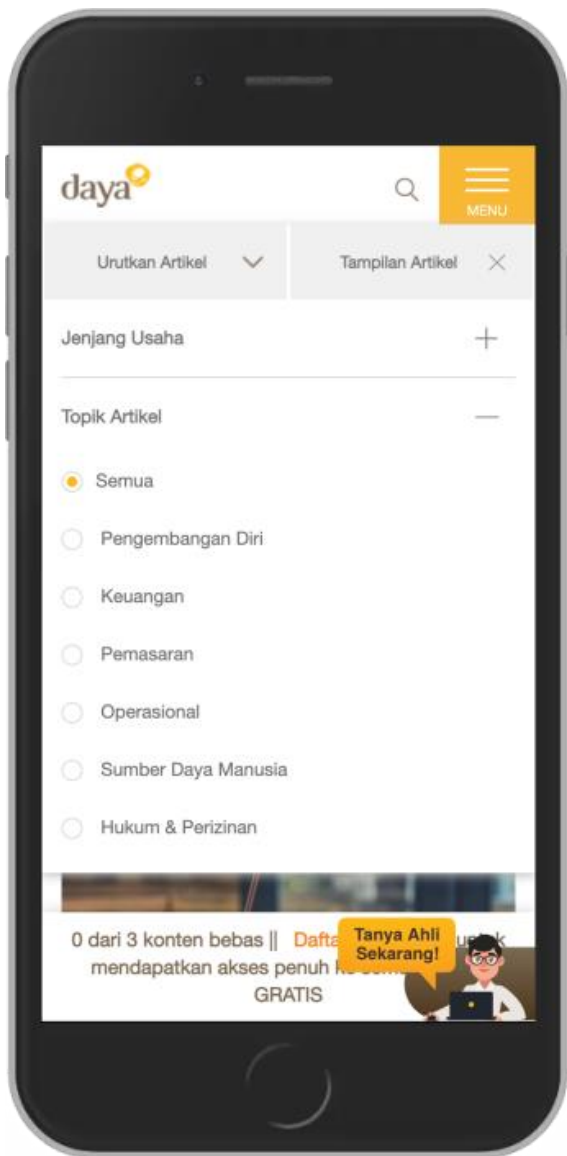 daya
MENU
Urutkan Artikel
Tampilan Artikel
Jenjang Usaha
Topik Artikel
Semua
Pengembangan Diri
Keuangan
Pemasaran
Operasional
Sumber Daya Manusia
Hukum & Perizinan
0 dari 3 konten bebas ||
mendapatkan akses penuh
GRATIS
Tanya Ahli
Sekarang!